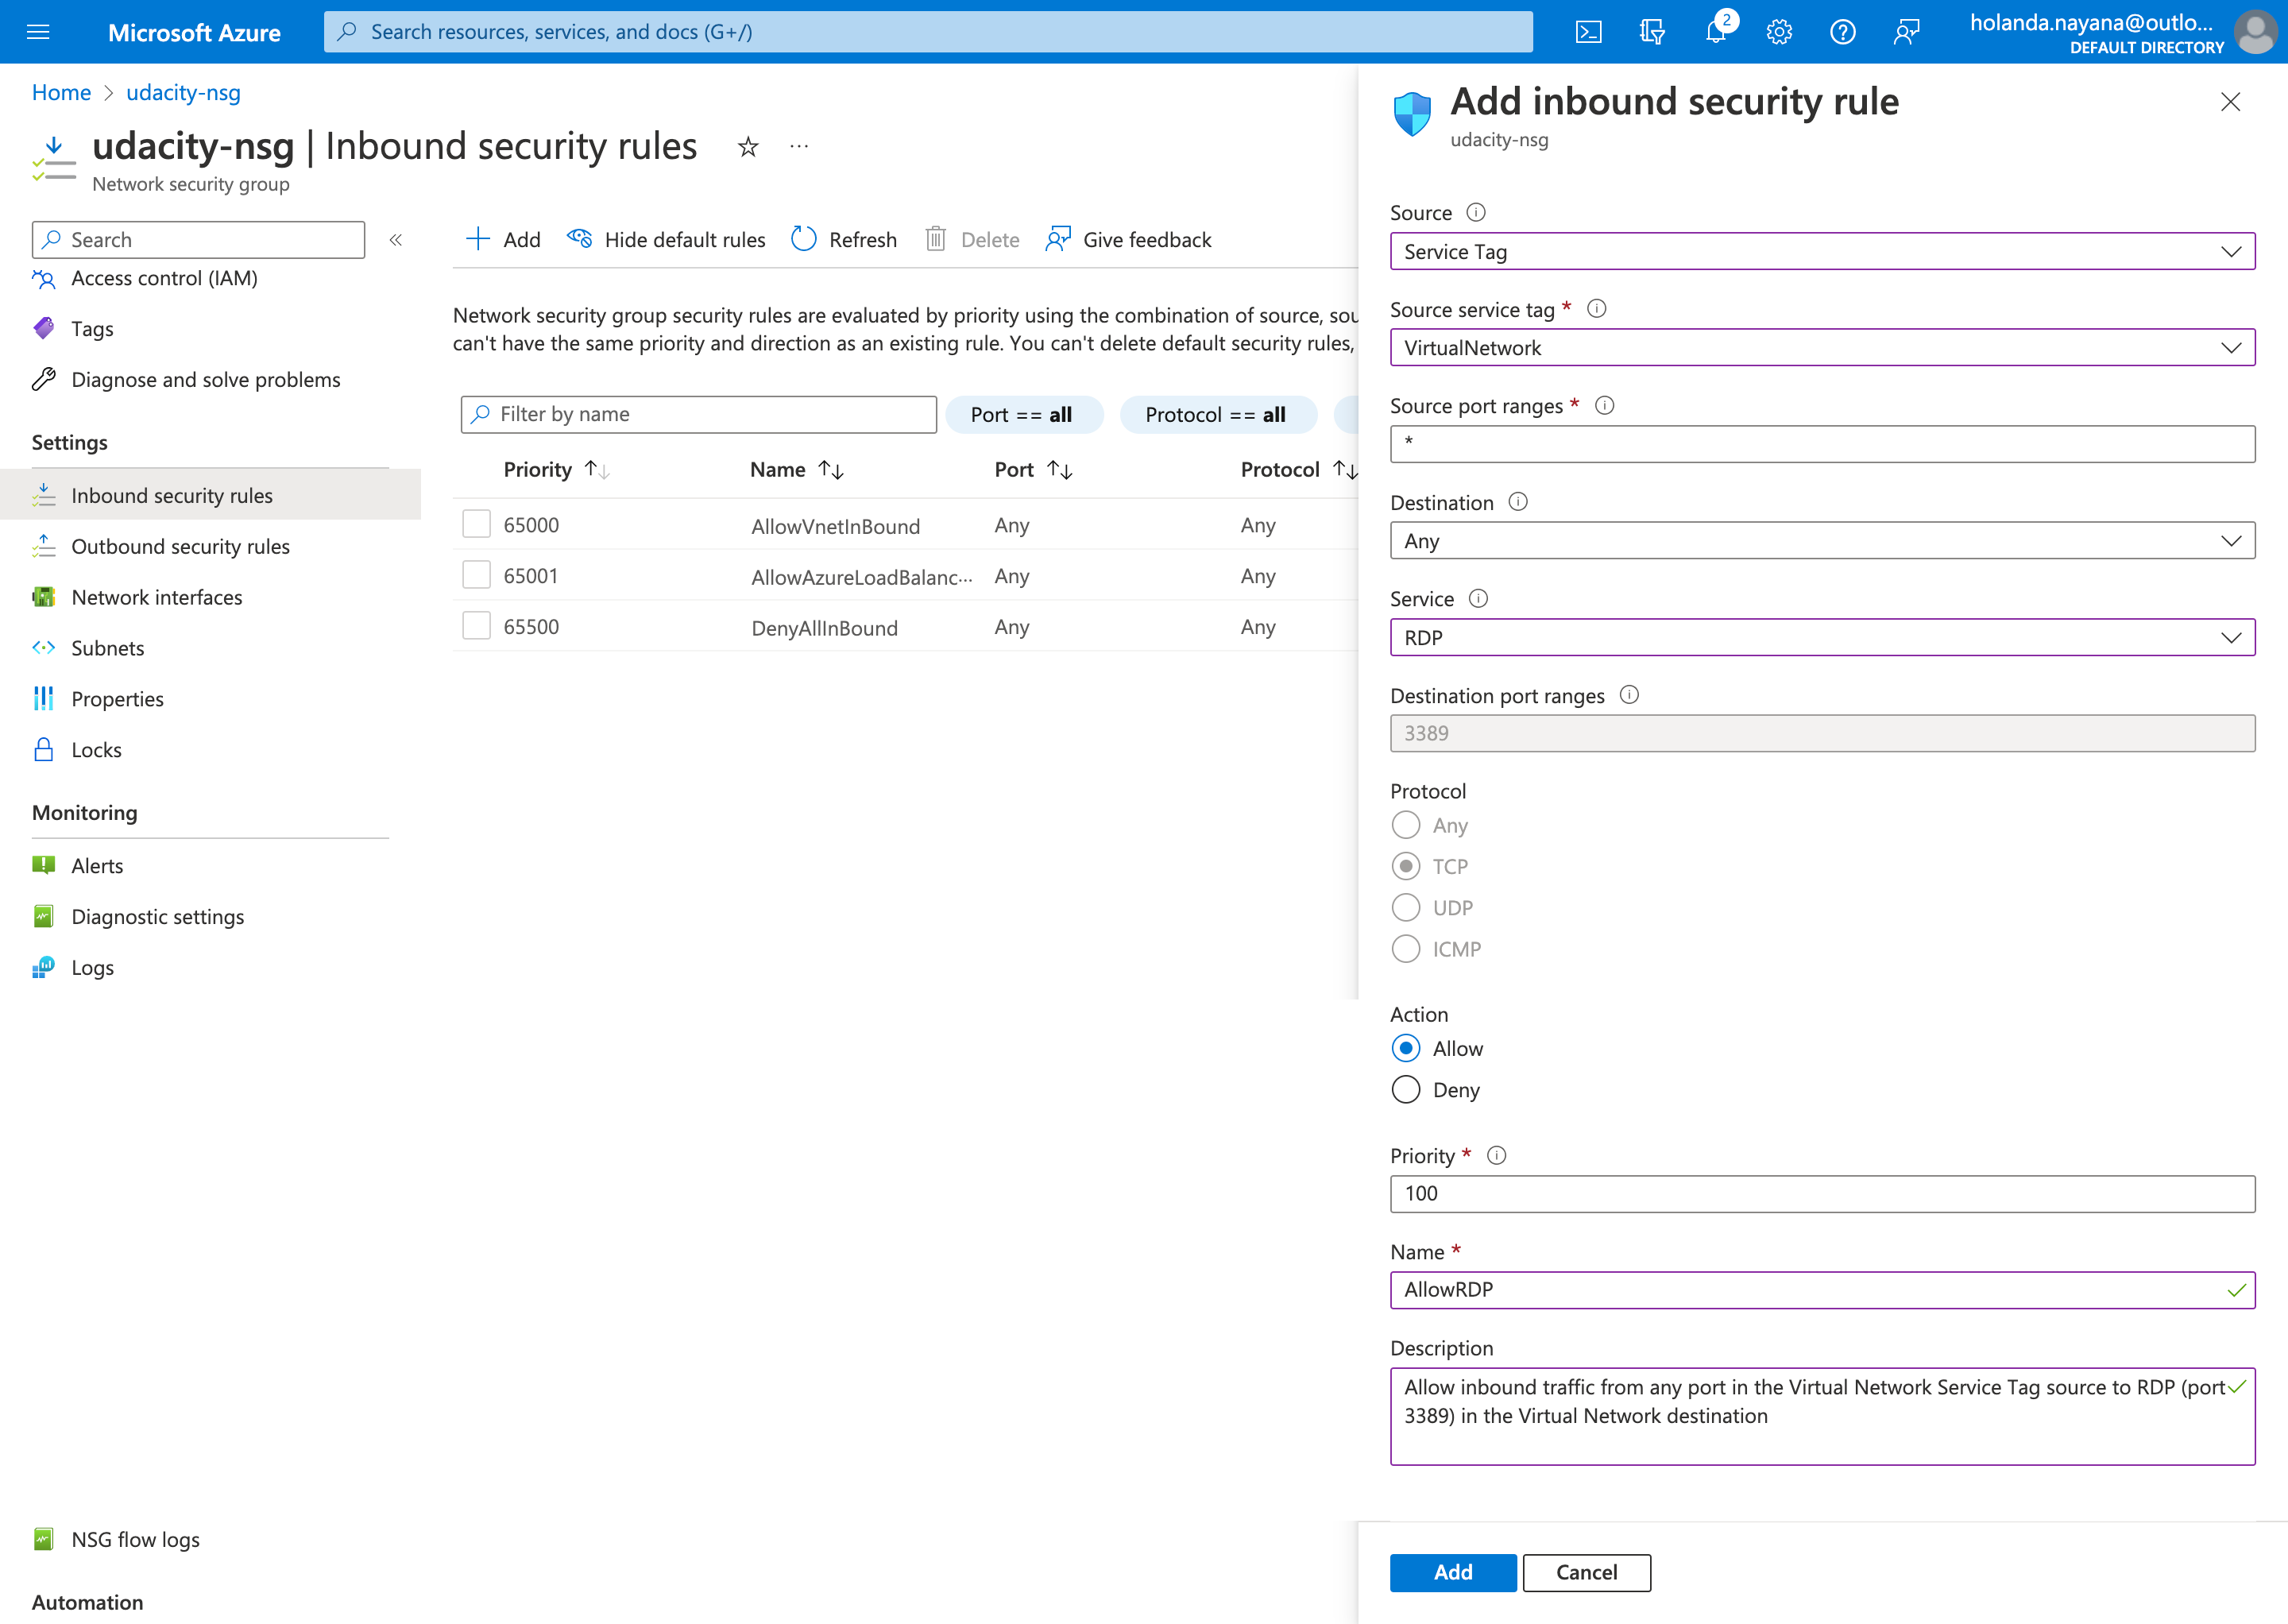 Microsoft Azure
Search resources, services, and docs (G+/)
2
holanda.nayana@outlo...
DEFAULT DIRECTORY
Home > udacity-nsg
udacity-nsg | Inbound security rules
Network security group
Search
Access control (IAM)
Tags
Diagnose and solve problems
Settings
Inbound security rules
Outbound security rules
Network interfaces
Subnets
Properties
Locks
Monitoring
Alerts
Diagnostic settings
Logs
NSG flow logs
Automation
Add
Hide default rules
Refresh
Delete
Give feedback
Network security group security rules are evaluated by priority using the combination of source, sou
can't have the same priority and direction as an existing rule. You can't delete default security rules,
Filter by name
Port == all
Protocol == all
Priority Name Port Protocol
65000 AllowVnetInBound Any Any
65001 AllowAzureLoadBalanc... Any Any
65500 DenyAllInBound Any Any
Add inbound security rule
udacity-nsg
Source
Service Tag
Source service tag *
VirtualNetwork
Source port ranges *
*
Destination
Any
Service
RDP
Destination port ranges
3389
Protocol
Any
TCP
UDP
ICMP
Action
Allow
Deny
Priority *
100
Name *
AllowRDP
Description
Allow inbound traffic from any port in the Virtual Network Service Tag source to RDP (port
3389) in the Virtual Network destination
Add
Cancel